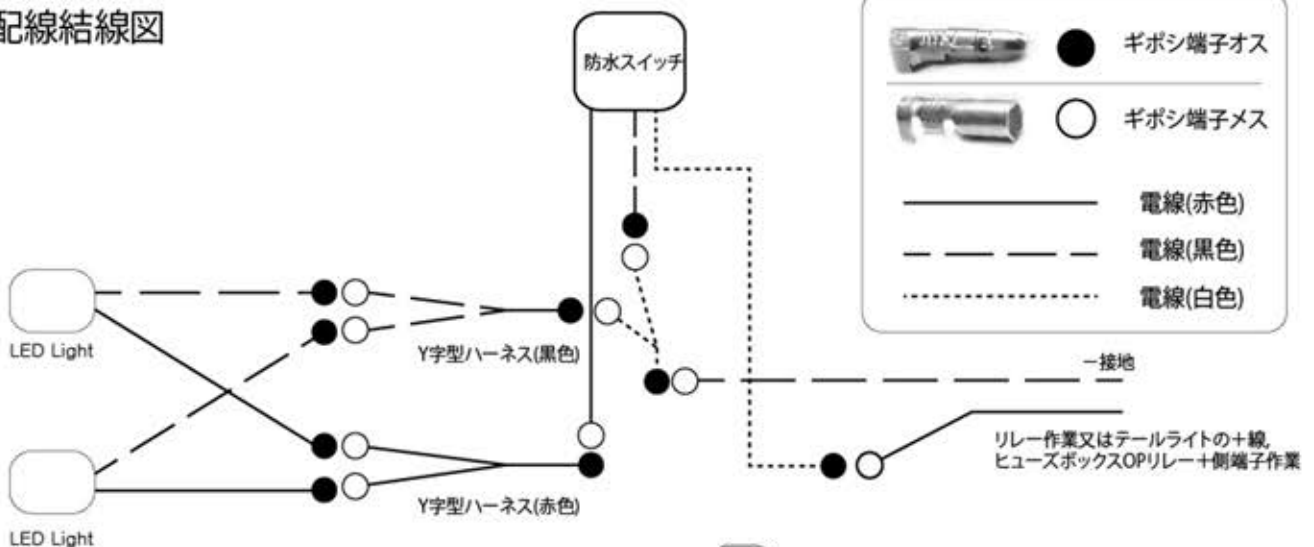 配線結線図
防水スイッチ
ギボシ端子オス
ギボシ端子メス
電線(赤色)
電線(黒色)
電線(白色)
LED Light
Y字型ハーネス(黒色)
ー接地
リレー作業又はテールライトの+線,
ヒューズボックスOPリレー+側端子作業
Y字型ハーネス(赤色)
LED Light